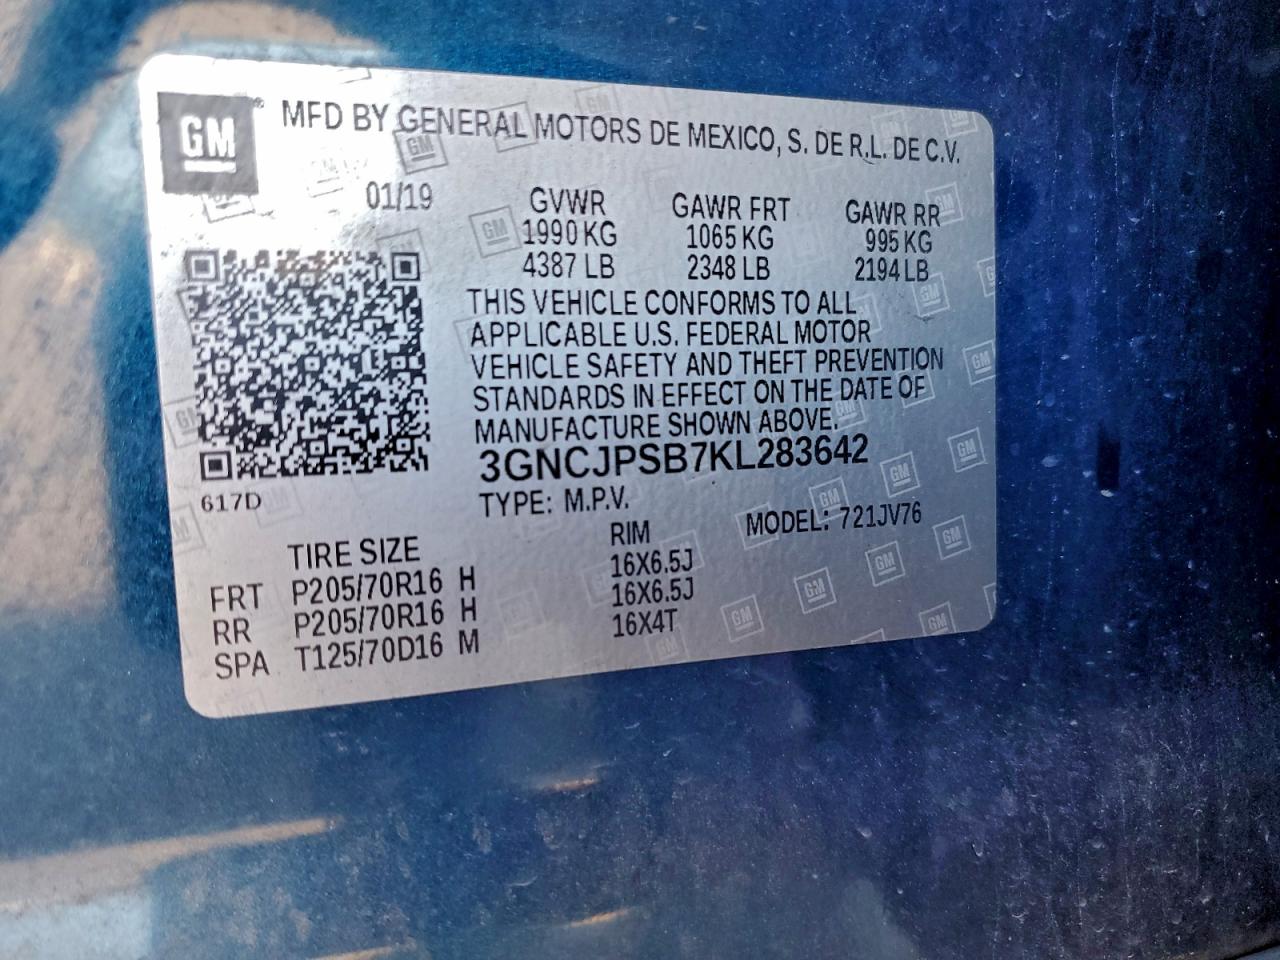 GM MFD BY GENERAL MOTORS DE MEXICO, S. DE R.L. DE C.V.
01/19 GVWR GAWR FRT GAWR RR
1990 KG 1065 KG 995 KG
4387 LB 2348 LB 2194 LB
THIS VEHICLE CONFORMS TO ALL
APPLICABLE U.S. FEDERAL MOTOR
VEHICLE SAFETY AND THEFT PREVENTION
STANDARDS IN EFFECT ON THE DATE OF
MANUFACTURE SHOWN ABOVE.
3GNCJPSB7KL283642
617D TYPE: M.P.V. MODEL: 721JV76
TIRE SIZE RIM
FRT P205/70R16 H 16X6.5J
RR P205/70R16 H 16X6.5J
SPA T125/70D16 M 16X4T